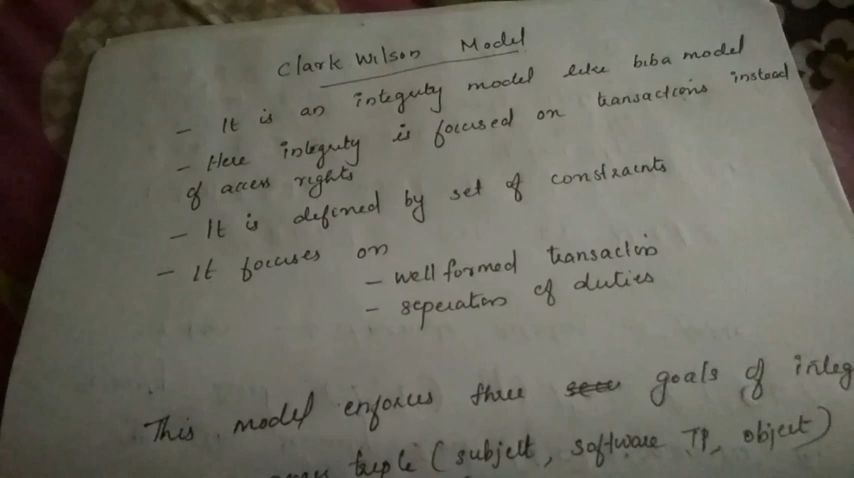 Clark Wilson Model
- It is an integrity model like biba model
- Here integrity is focused on transactions instead
of access rights
- It is defined by set of constraints
- It focuses on
- well formed transaction
- seperation of duties
This model enforces three goals of integ
triple (subject, software TP, object)